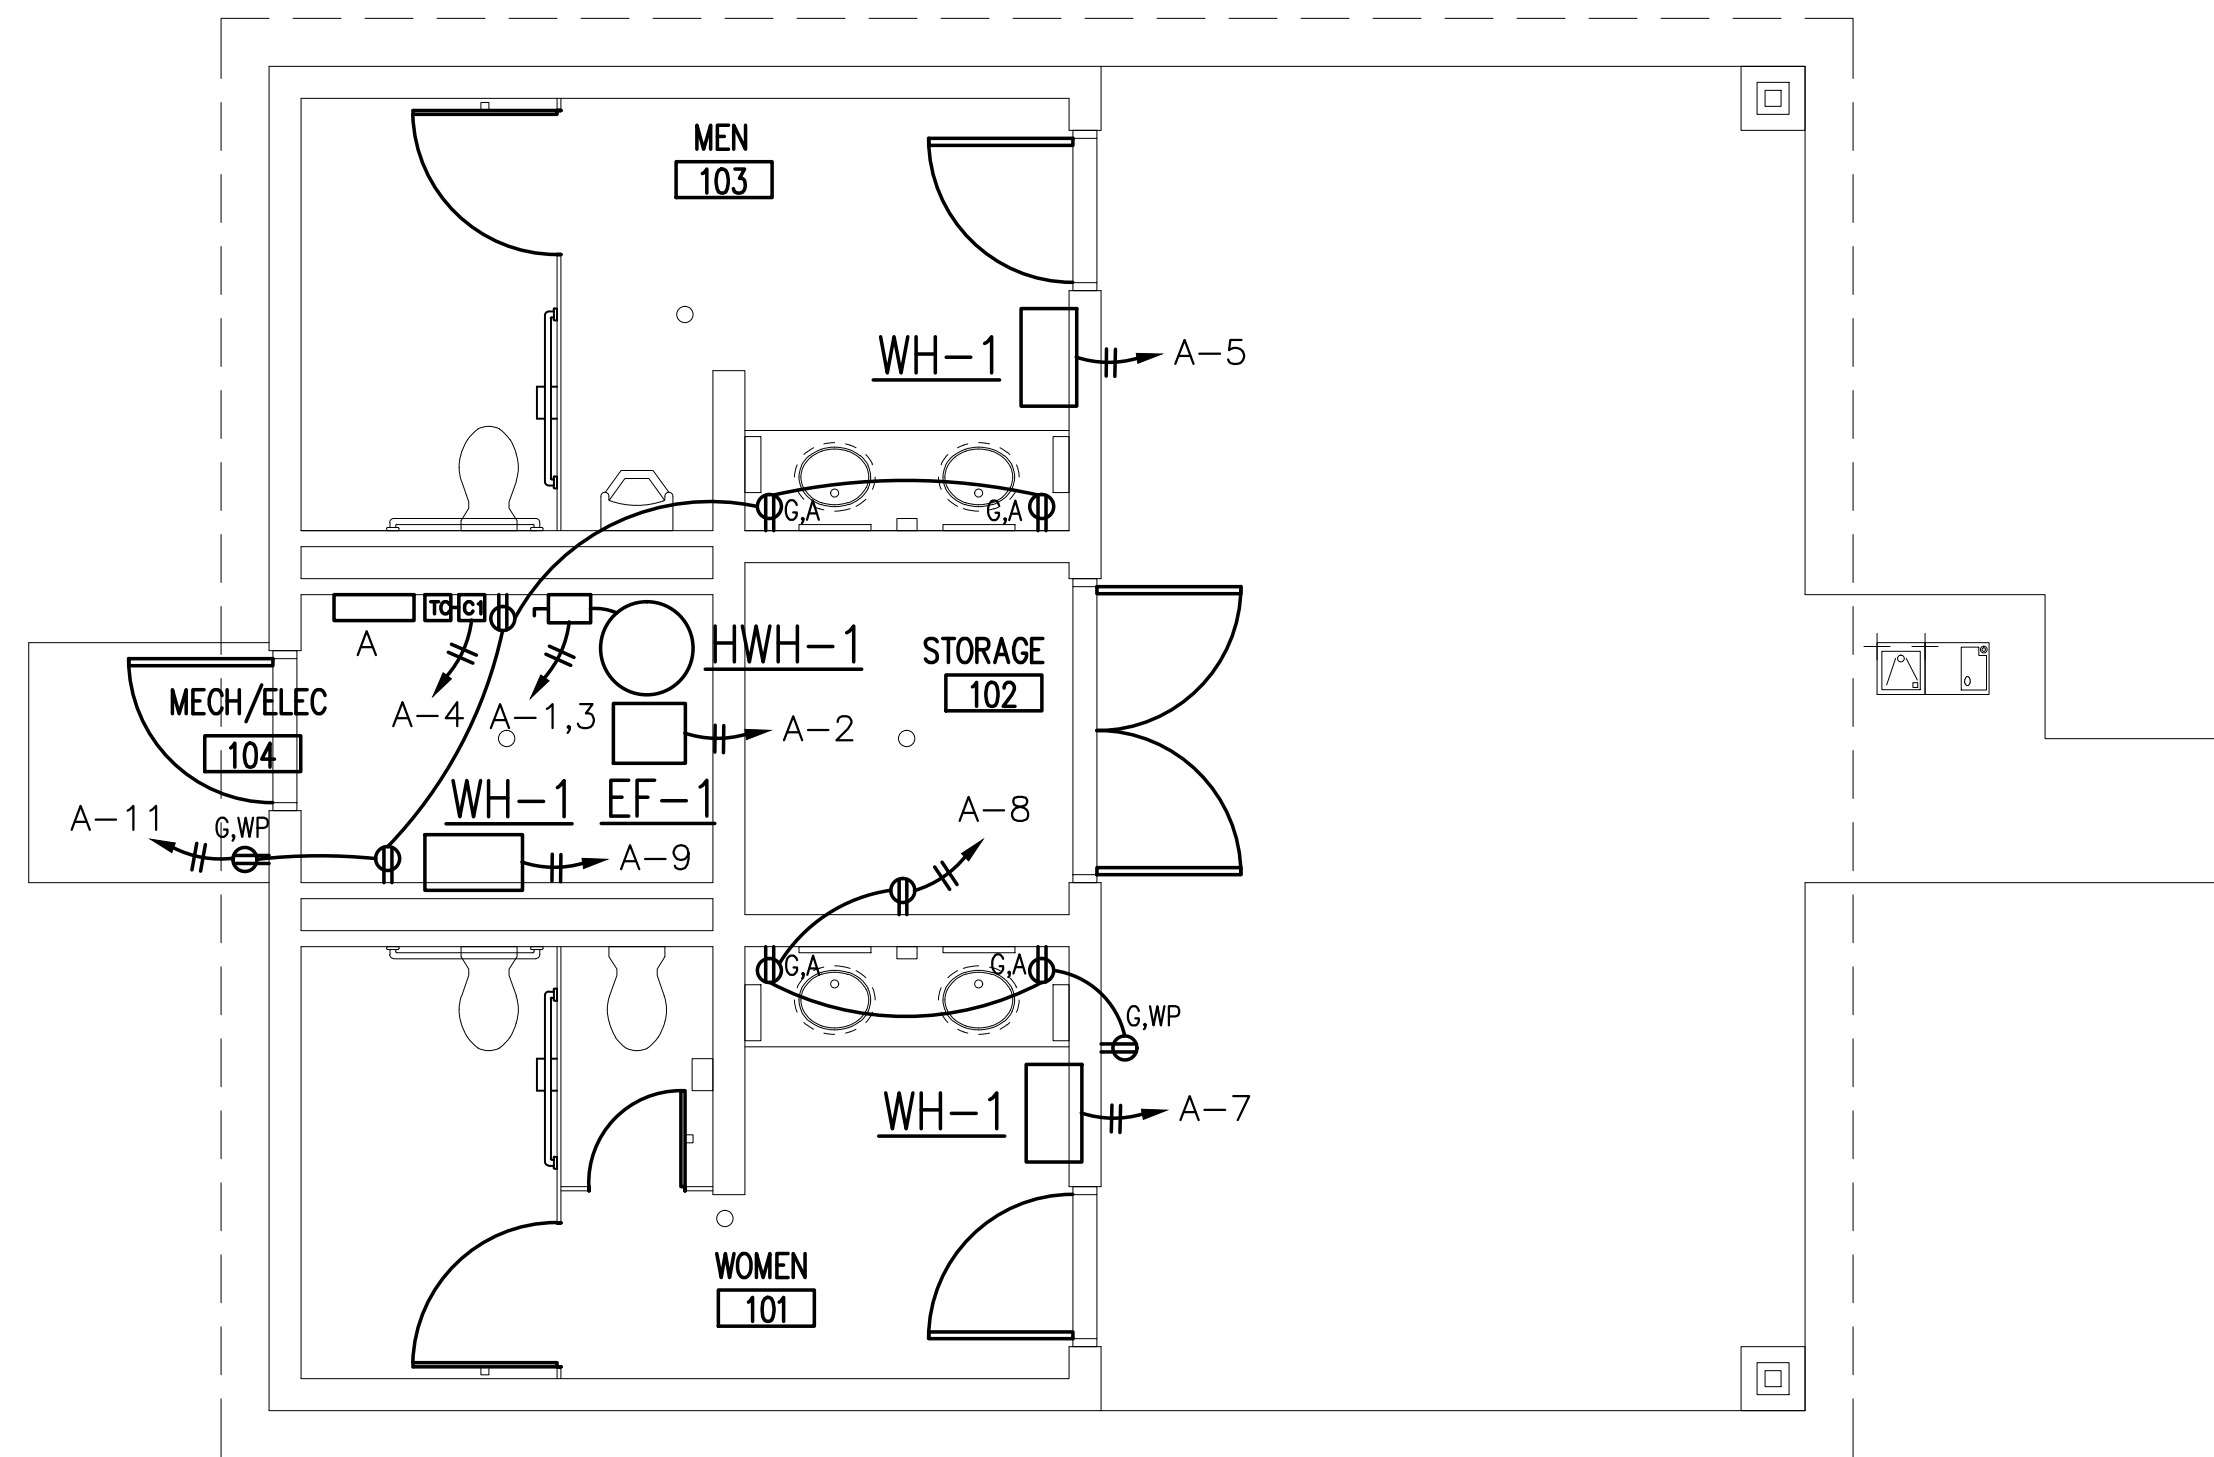 MEN
103
WH-1
A-5
G,A
G,A
TC
C1
A
HWH-1
STORAGE
102
MECH/ELEC
104
A-4
A-1,3
A-2
WH-1
EF-1
A-11
G,WP
A-9
A-8
G,A
G,A
G,WP
WH-1
A-7
WOMEN
101